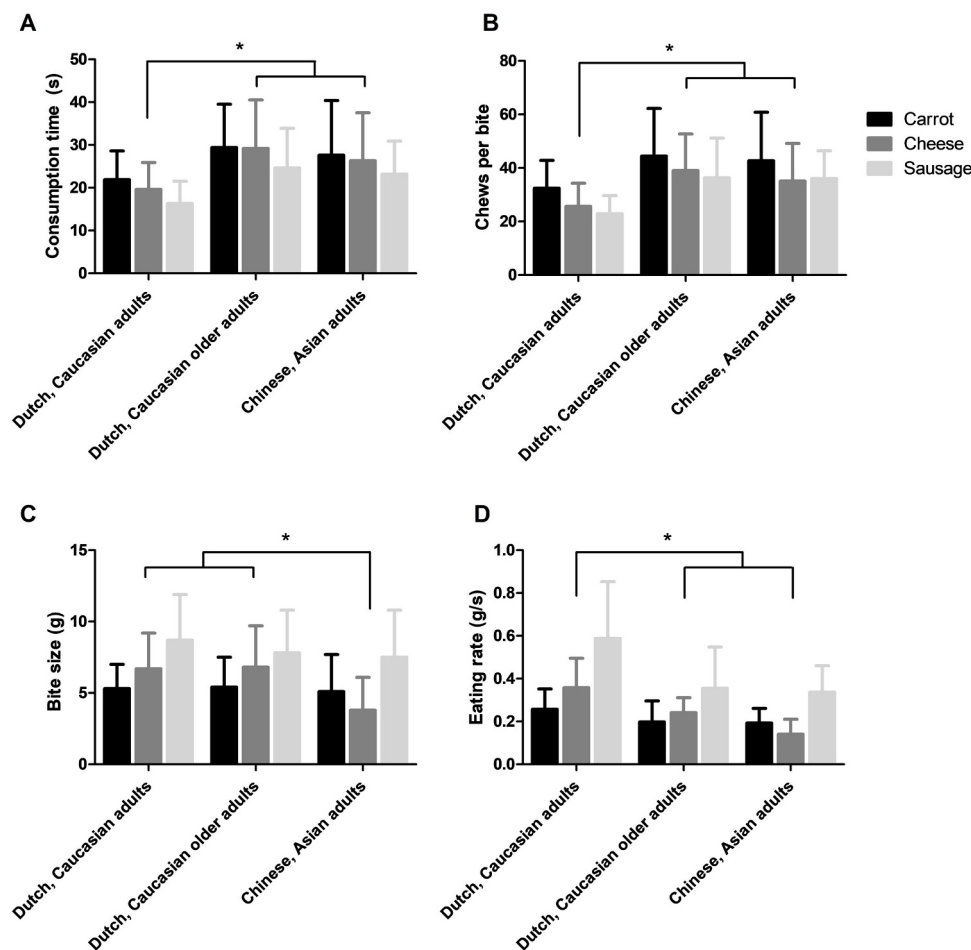 A
*
Consumption time (s)
50
40
30
20
10
0
Dutch, Caucasian adults
Dutch, Caucasian older adults
Chinese, Asian adults
B
*
Chews per bite
80
60
40
20
0
Dutch, Caucasian adults
Dutch, Caucasian older adults
Chinese, Asian adults
Carrot
Cheese
Sausage
C
*
Bite size (g)
15
10
5
0
Dutch, Caucasian adults
Dutch, Caucasian older adults
Chinese, Asian adults
D
*
Eating rate (g/s)
1.0
0.8
0.6
0.4
0.2
0.0
Dutch, Caucasian adults
Dutch, Caucasian older adults
Chinese, Asian adults